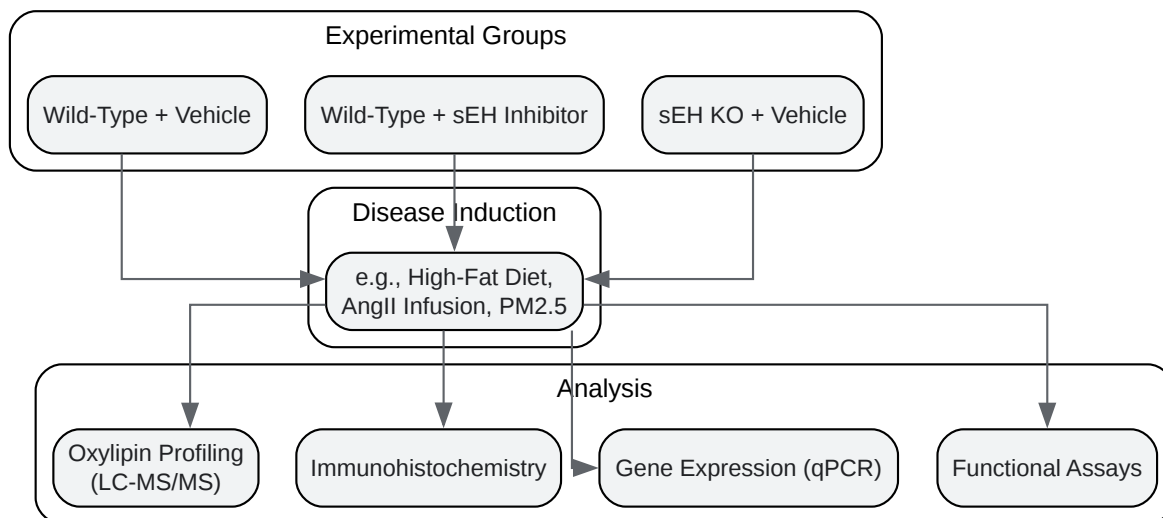 Experimental Groups
Wild-Type + Vehicle
Wild-Type + sEH Inhibitor
sEH KO + Vehicle
Disease Induction
e.g., High-Fat Diet,
AngII Infusion, PM2.5
Analysis
Oxylipin Profiling
(LC-MS/MS)
Immunohistochemistry
Gene Expression (qPCR)
Functional Assays